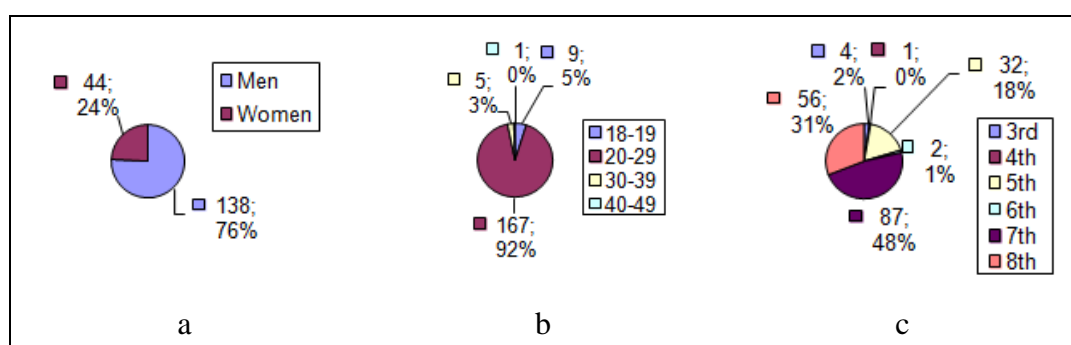 44;
24%
Men
Women
138;
76%
a
1;
0%
9;
5%
5;
3%
18-19
20-29
30-39
40-49
167;
92%
b
4;
2%
1;
0%
32;
18%
56;
31%
2;
1%
3rd
4th
5th
6th
7th
8th
87;
48%
c